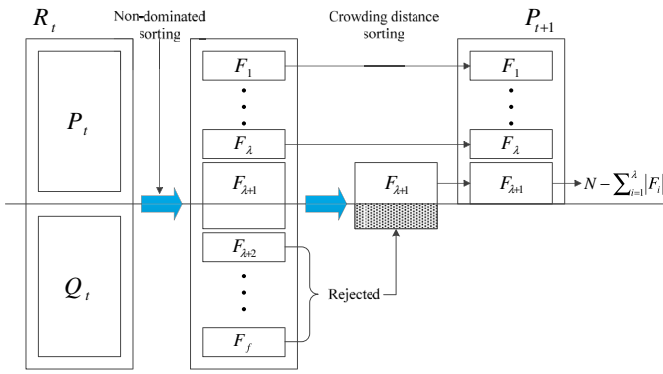 R_t
Non-dominated
sorting
Crowding distance
sorting
P_{t+1}
P_t
Q_t
F_1
F_λ
F_{λ+1}
F_{λ+2}
F_f
F_{λ+1}
Rejected
F_1
F_λ
F_{λ+1}
N − ∑_{i=1}^{λ}|F_i|